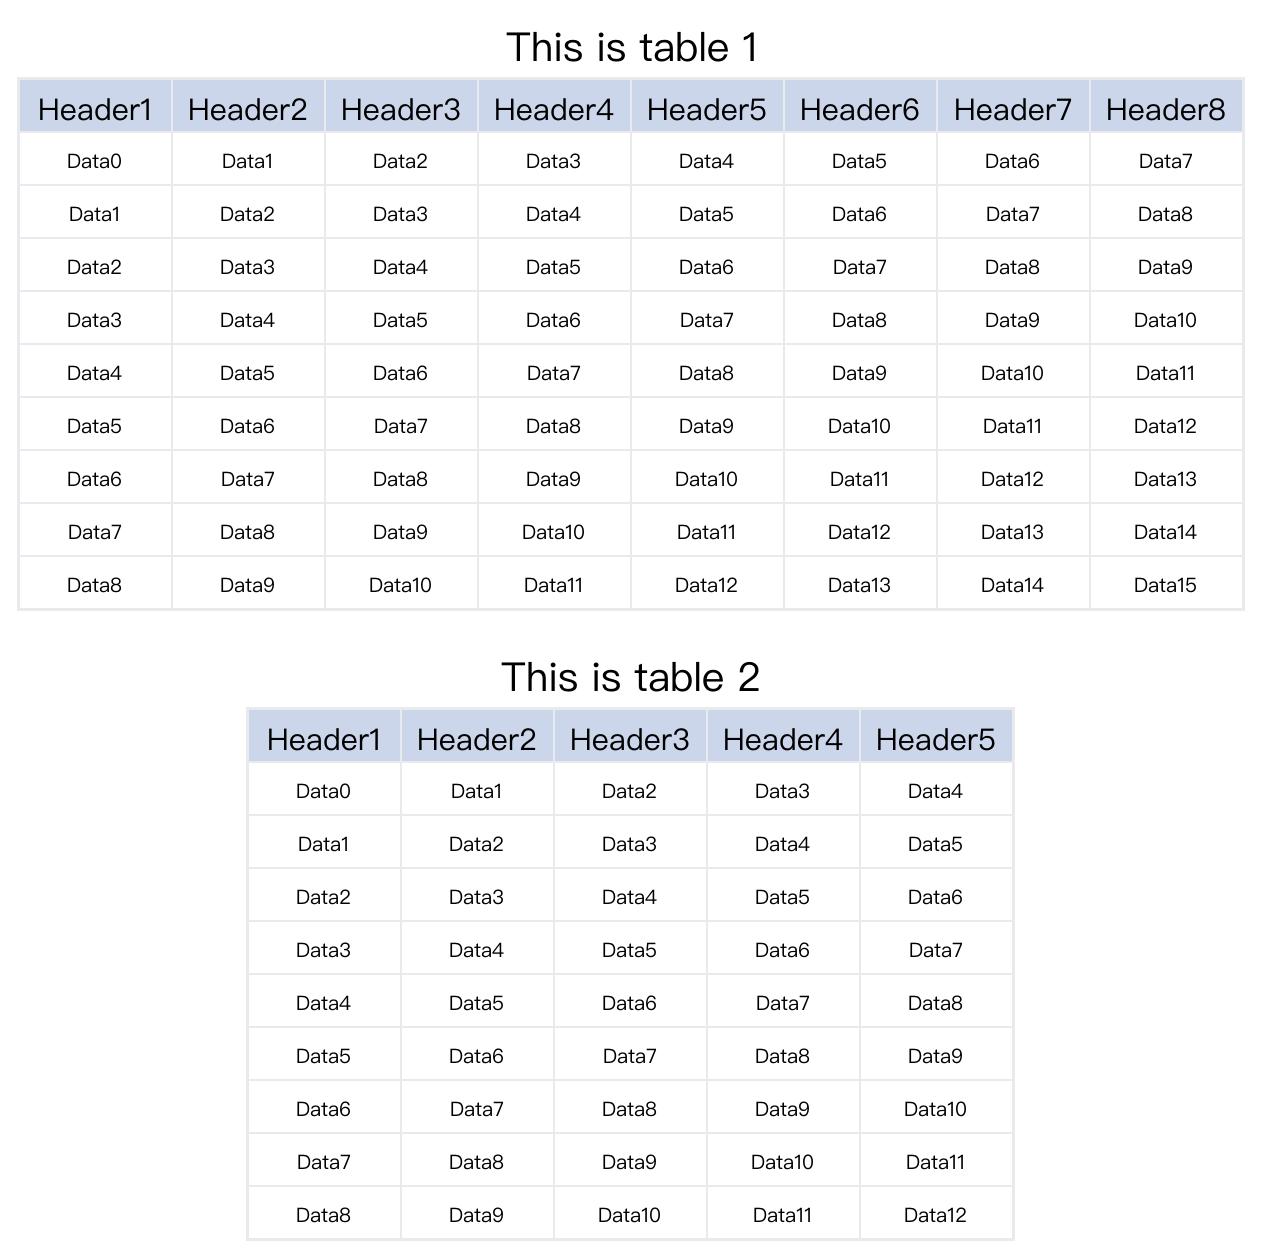 This is table 1
Header1 Header2 Header3 Header4 Header5 Header6 Header7 Header8
Data0 Data1 Data2 Data3 Data4 Data5 Data6 Data7
Data1 Data2 Data3 Data4 Data5 Data6 Data7 Data8
Data2 Data3 Data4 Data5 Data6 Data7 Data8 Data9
Data3 Data4 Data5 Data6 Data7 Data8 Data9 Data10
Data4 Data5 Data6 Data7 Data8 Data9 Data10 Data11
Data5 Data6 Data7 Data8 Data9 Data10 Data11 Data12
Data6 Data7 Data8 Data9 Data10 Data11 Data12 Data13
Data7 Data8 Data9 Data10 Data11 Data12 Data13 Data14
Data8 Data9 Data10 Data11 Data12 Data13 Data14 Data15
This is table 2
Header1 Header2 Header3 Header4 Header5
Data0 Data1 Data2 Data3 Data4
Data1 Data2 Data3 Data4 Data5
Data2 Data3 Data4 Data5 Data6
Data3 Data4 Data5 Data6 Data7
Data4 Data5 Data6 Data7 Data8
Data5 Data6 Data7 Data8 Data9
Data6 Data7 Data8 Data9 Data10
Data7 Data8 Data9 Data10 Data11
Data8 Data9 Data10 Data11 Data12